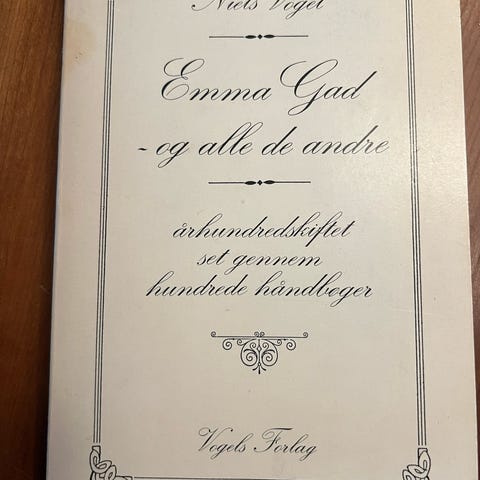 Niels Vogel
Emma Gad
- og alle de andre
århundredskiftet
set gennem
hundrede håndbøger
Vogels Forlag